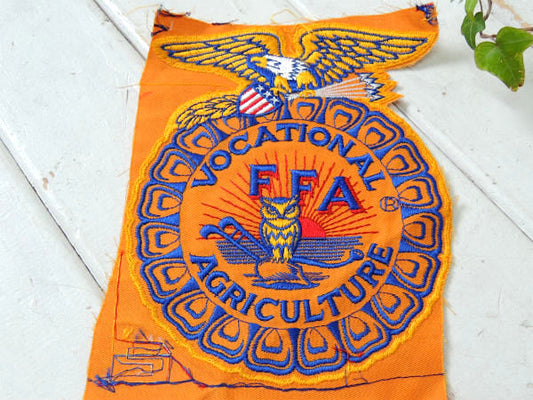 VOCATIONAL
FFA
®
AGRICULTURE